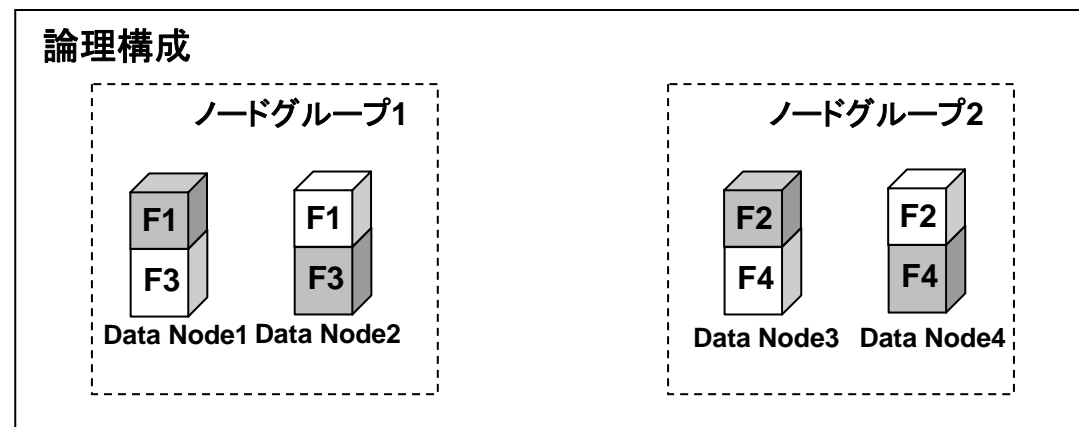 論理構成
ノードグループ1
F1
F3
Data Node1
F1
F3
Data Node2
ノードグループ2
F2
F4
Data Node3
F2
F4
Data Node4